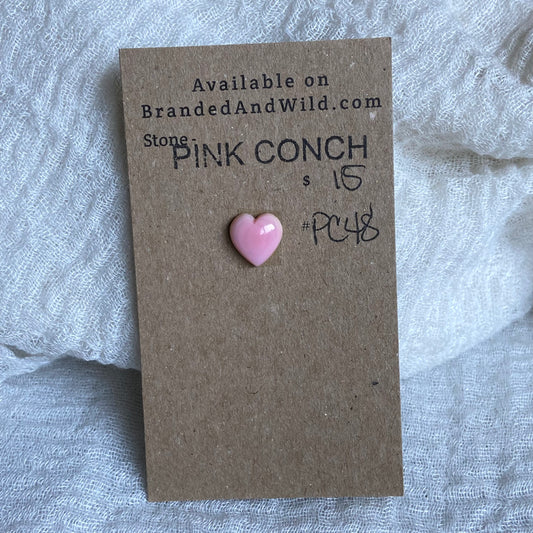 Available on
BrandedAndWild.com
Stone - PINK CONCH
$ 15
#PC48